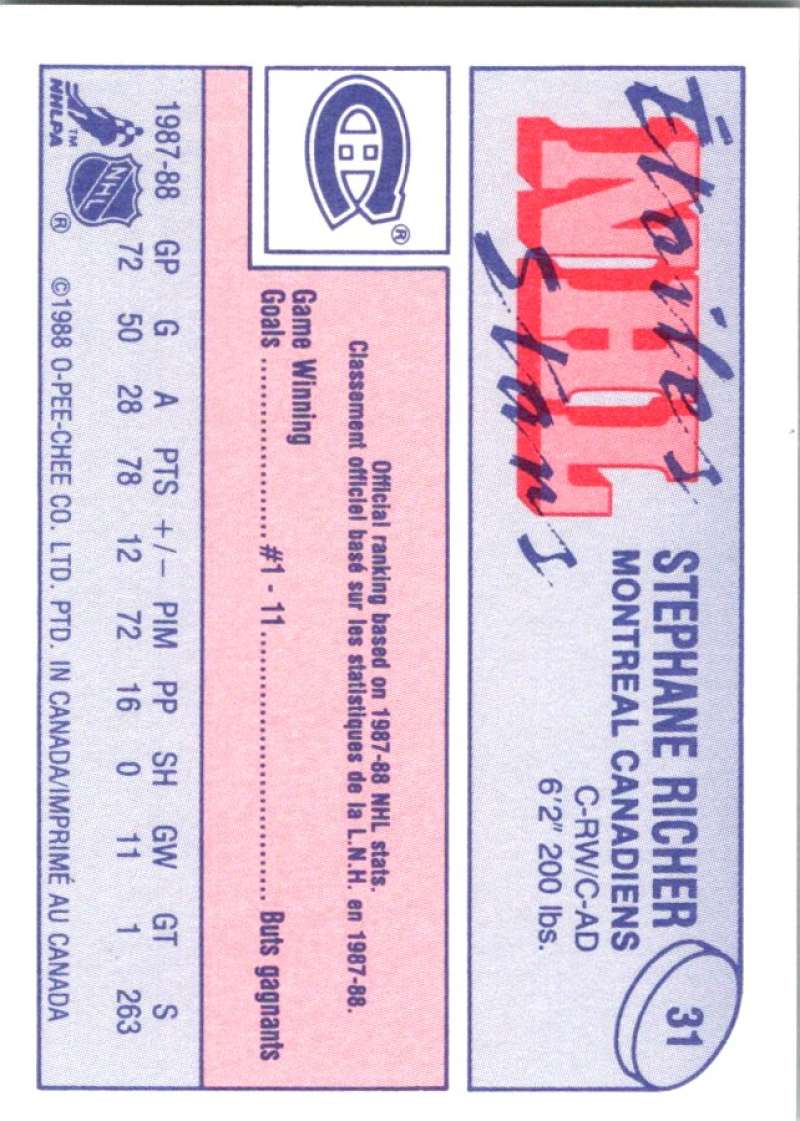 Étoiles
NHL
Stars
STEPHANE RICHER
MONTREAL CANADIENS
C-RW/C-AD
6'2" 200 lbs.
31
®
Official ranking based on 1987-88 NHL stats.
Classement officiel basé sur les statistiques de la L.N.H. en 1987-88.
Game Winning
Goals .................... #1 - 11 .............................. Buts gagnants
1987-88 GP G A PTS +/– PIM PP SH GW GT S
72 50 28 78 12 72 16 0 11 1 263
NHLPA
TM
NHL
®
©1988 O-PEE-CHEE CO. LTD. PTD. IN CANADA/IMPRIMÉ AU CANADA